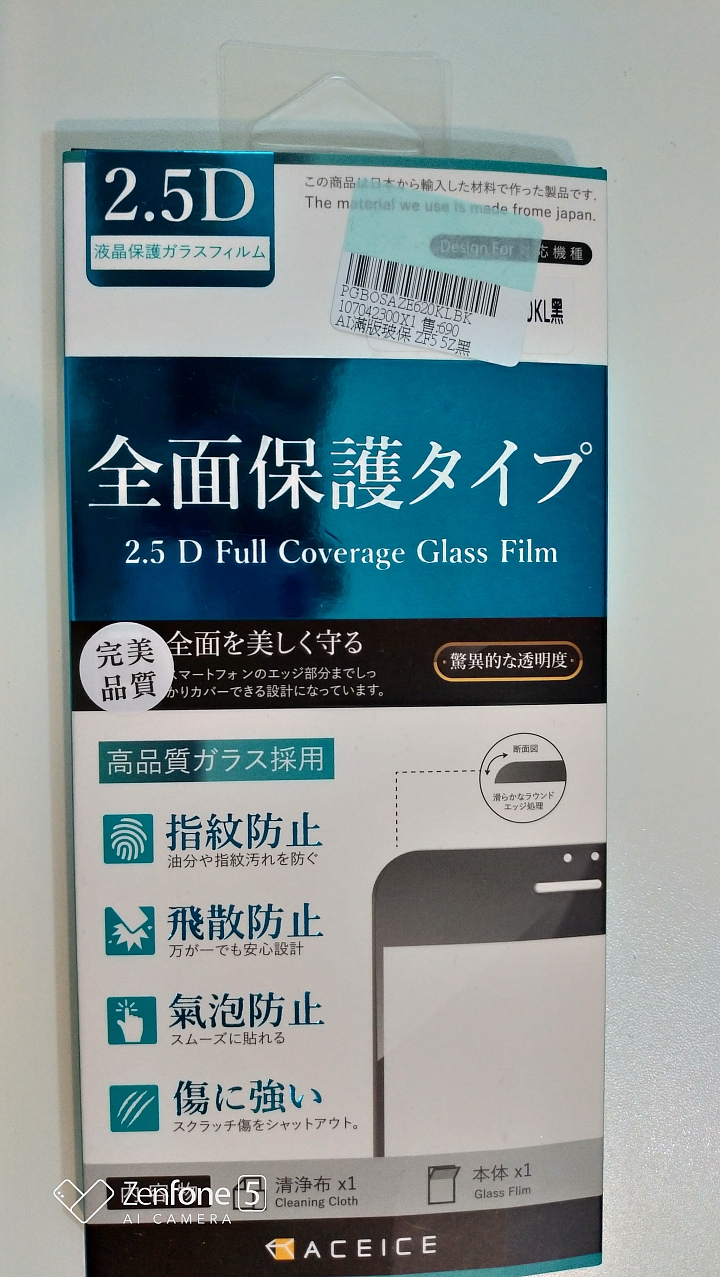 2.5D
液晶保護ガラスフィルム
この商品は日本から輸入した材料で作った製品です.
The material we use is made frome japan.
Design For 対応機種
PGBOSAZE620KLBK
107042300X1 售:690
AI滿版玻保 ZF5 5Z黑
0KL黑
全面保護タイプ
2.5 D Full Coverage Glass Film
完美
品質
全面を美しく守る
スマートフォンのエッジ部分までしっ
かりカバーできる設計になっています。
驚異的な透明度
高品質ガラス採用
断面図
滑らかなラウンド
エッジ処理
指紋防止
油分や指紋汚れを防ぐ
飛散防止
万が一でも安心設計
氣泡防止
スムーズに貼れる
傷に強い
スクラッチ傷をシャットアウト。
内容物
清浄布 x1
Cleaning Cloth
本体 x1
Glass Flim
Zenfone 5
AI CAMERA
ACEICE